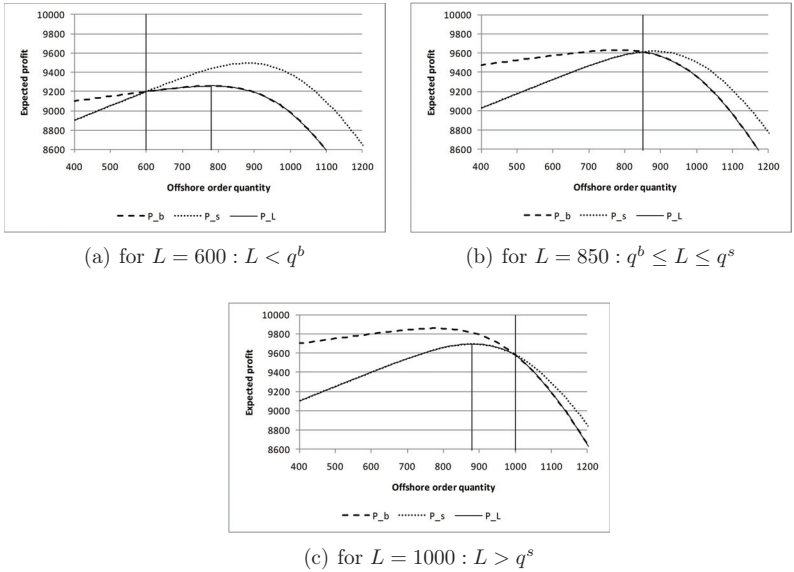 10000
9800
9600
9400
9200
9000
8800
8600
Expected profit
400 500 600 700 800 900 1000 1100 1200
Offshore order quantity
P_b P_s P_L
(a) for L = 600 : L < q^b
10000
9800
9600
9400
9200
9000
8800
8600
Expected profit
400 500 600 700 800 900 1000 1100 1200
Offshore order quantity
P_b P_s P_L
(b) for L = 850 : q^b ≤ L ≤ q^s
10000
9800
9600
9400
9200
9000
8800
8600
Expected profit
400 500 600 700 800 900 1000 1100 1200
Offshore order quantity
P_b P_s P_L
(c) for L = 1000 : L > q^s